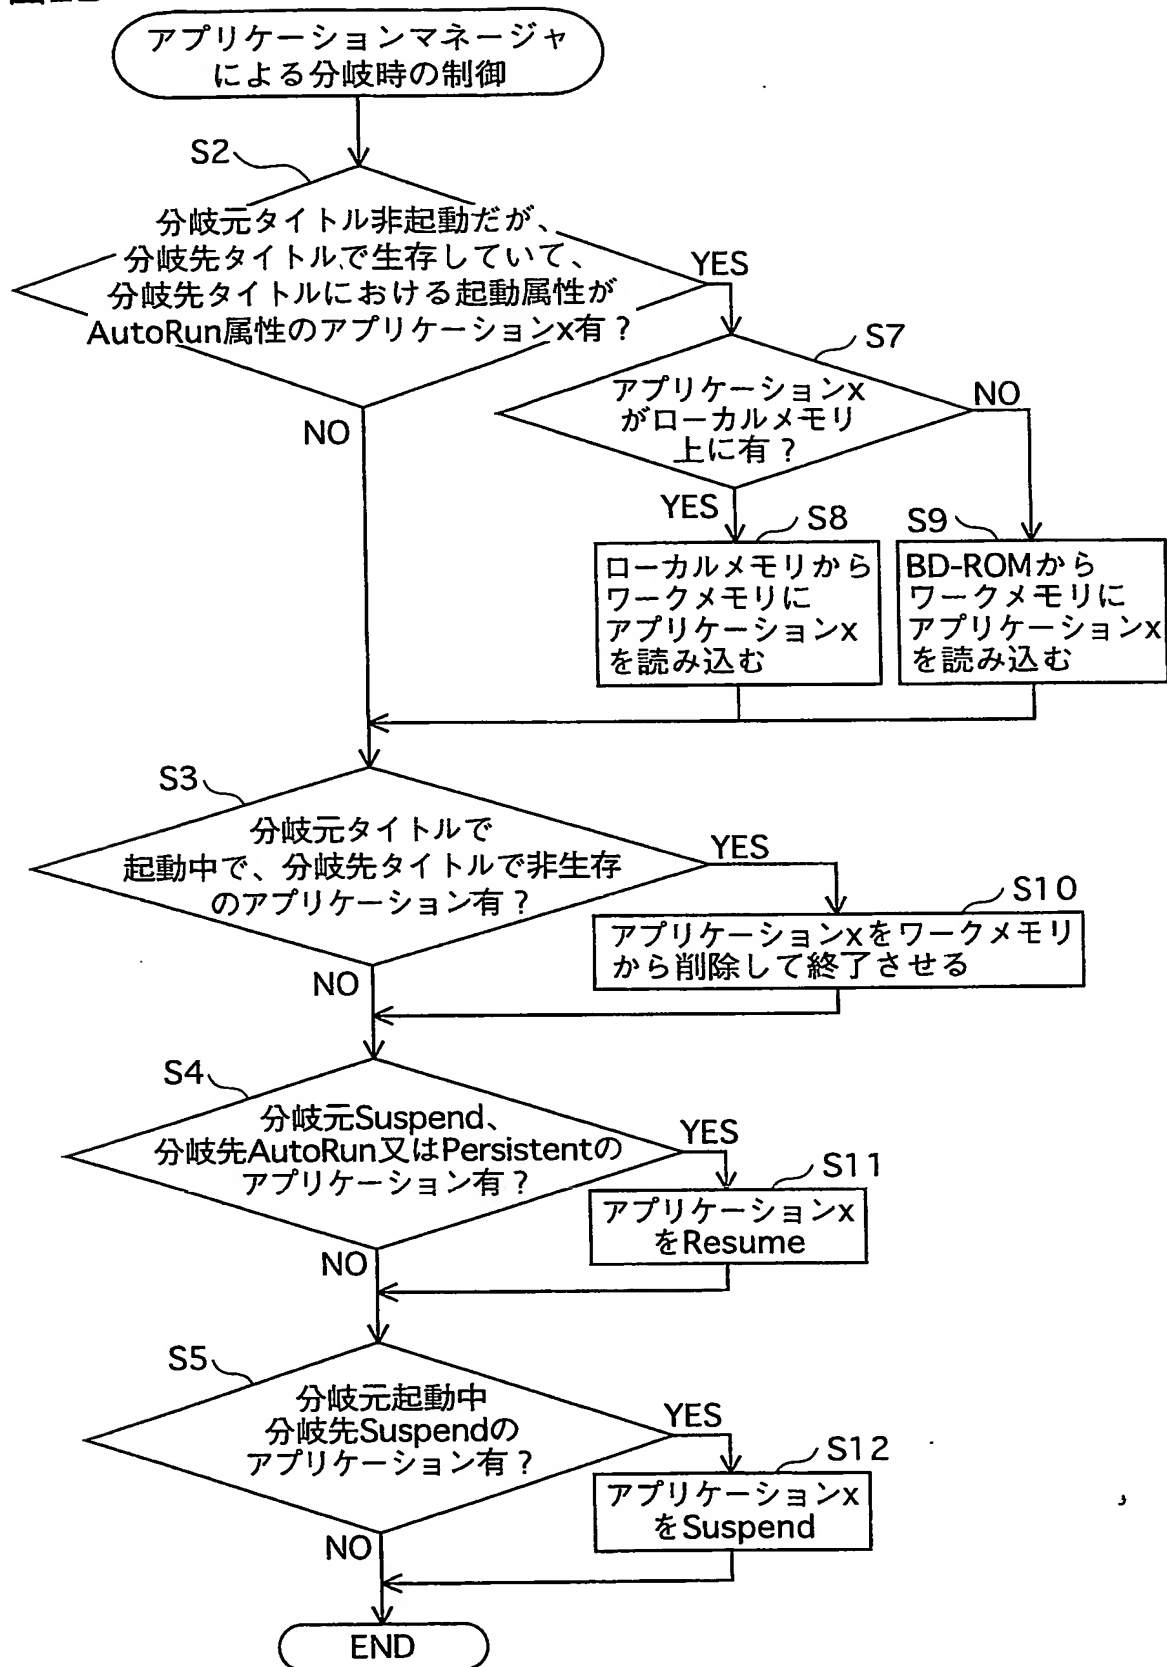 アプリケーションマネージャ
による分岐時の制御
S2
分岐元タイトル非起動だが、
分岐先タイトルで生存していて、
分岐先タイトルにおける起動属性が
AutoRun属性のアプリケーションx有？
YES
NO
S7
アプリケーションx
がローカルメモリ
上に有？
NO
YES
S8
ローカルメモリから
ワークメモリに
アプリケーションx
を読み込む
S9
BD-ROMから
ワークメモリに
アプリケーションx
を読み込む
S3
分岐元タイトルで
起動中で、分岐先タイトルで非生存
のアプリケーション有？
YES
NO
S10
アプリケーションxをワークメモリ
から削除して終了させる
S4
分岐元Suspend、
分岐先AutoRun又はPersistentの
アプリケーション有？
YES
NO
S11
アプリケーションx
をResume
S5
分岐元起動中
分岐先Suspendの
アプリケーション有？
YES
NO
S12
アプリケーションx
をSuspend
END